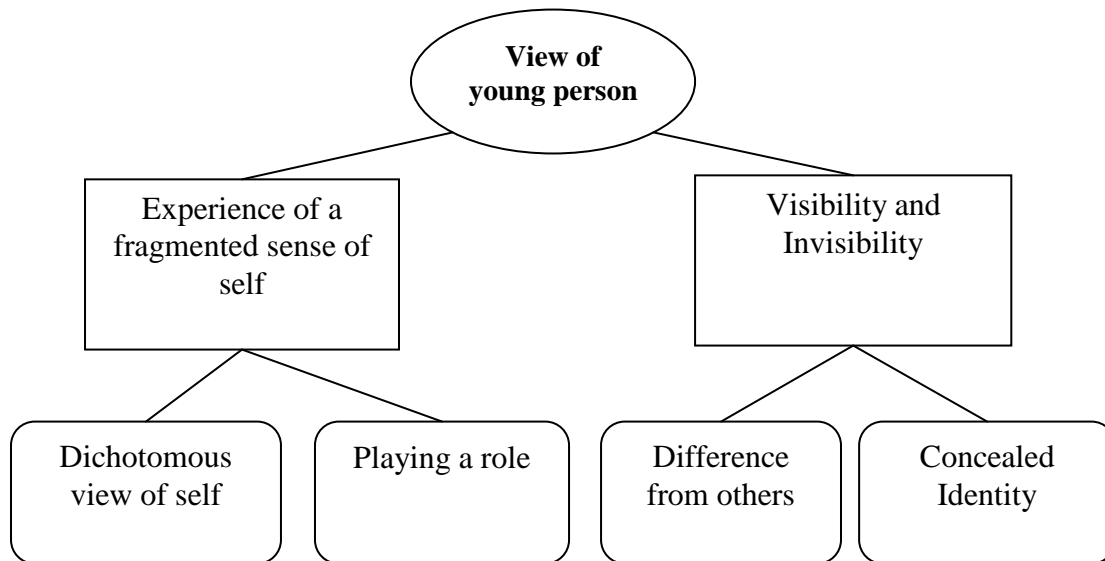 View of
young person
Experience of a
fragmented sense of
self
Visibility and
Invisibility
Dichotomous
view of self
Playing a role
Difference
from others
Concealed
Identity